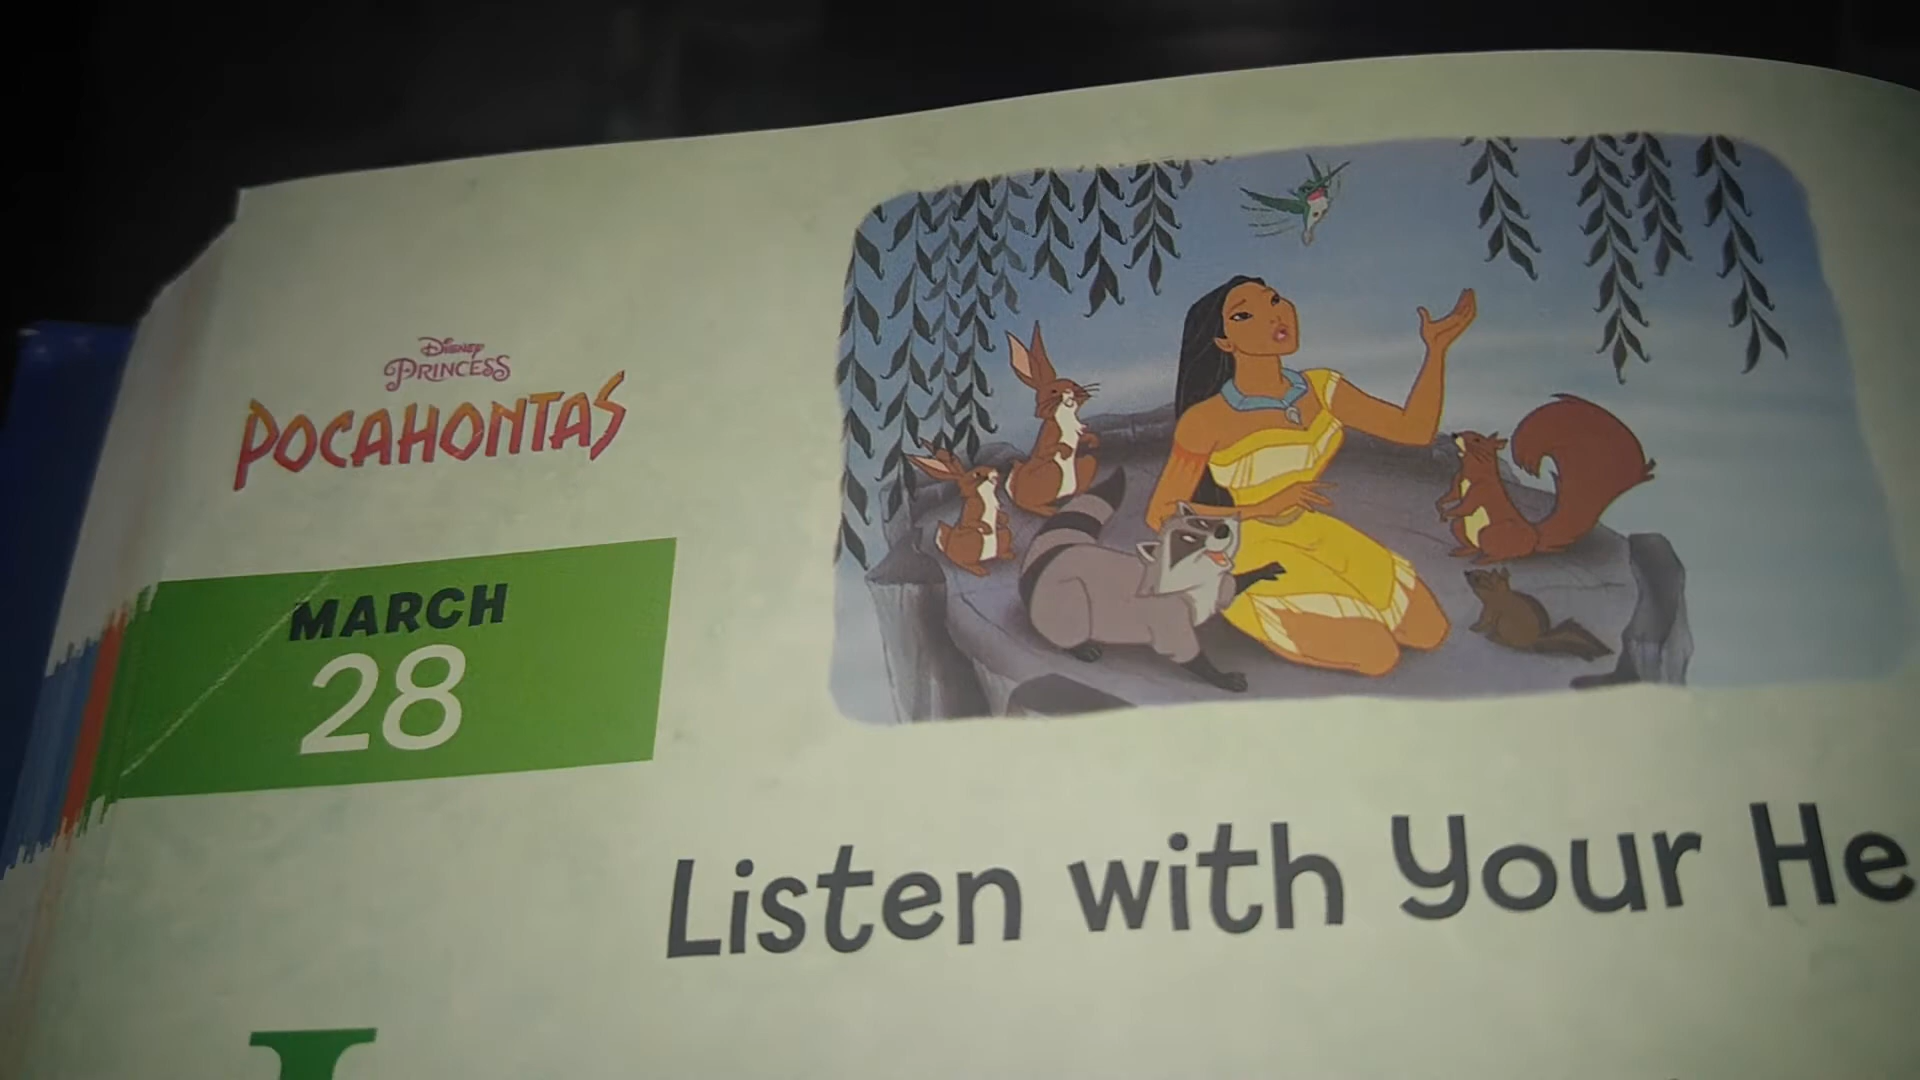 Disney
PRINCESS
POCAHONTAS
MARCH
28
Listen with Your He